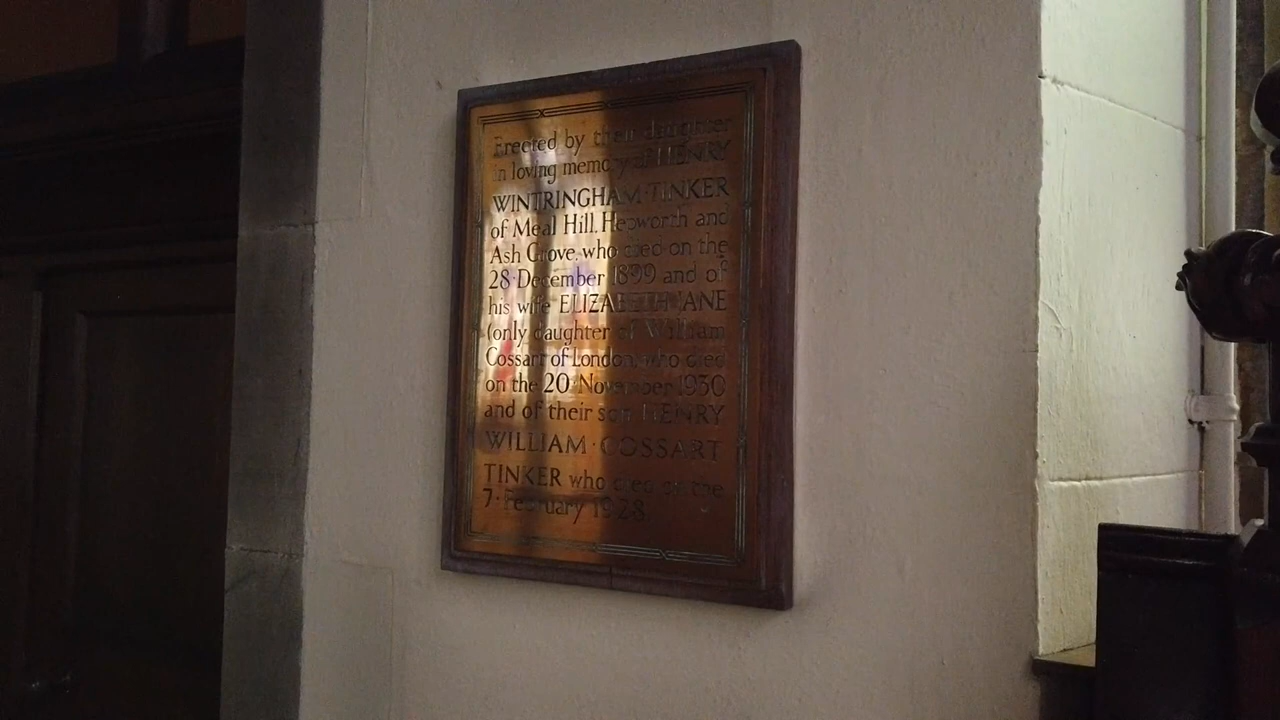 Erected by their daughter
in loving memory of HENRY
WINTRINGHAM·TINKER
of Meal Hill, Hepworth and
Ash Grove, who died on the
28·December 1899 and of
his wife ELIZABETH·JANE
(only daughter of William
Cossart of London, who died
on the 20·November 1930
and of their son HENRY
WILLIAM·COSSART
TINKER who died on the
7·February 1928.